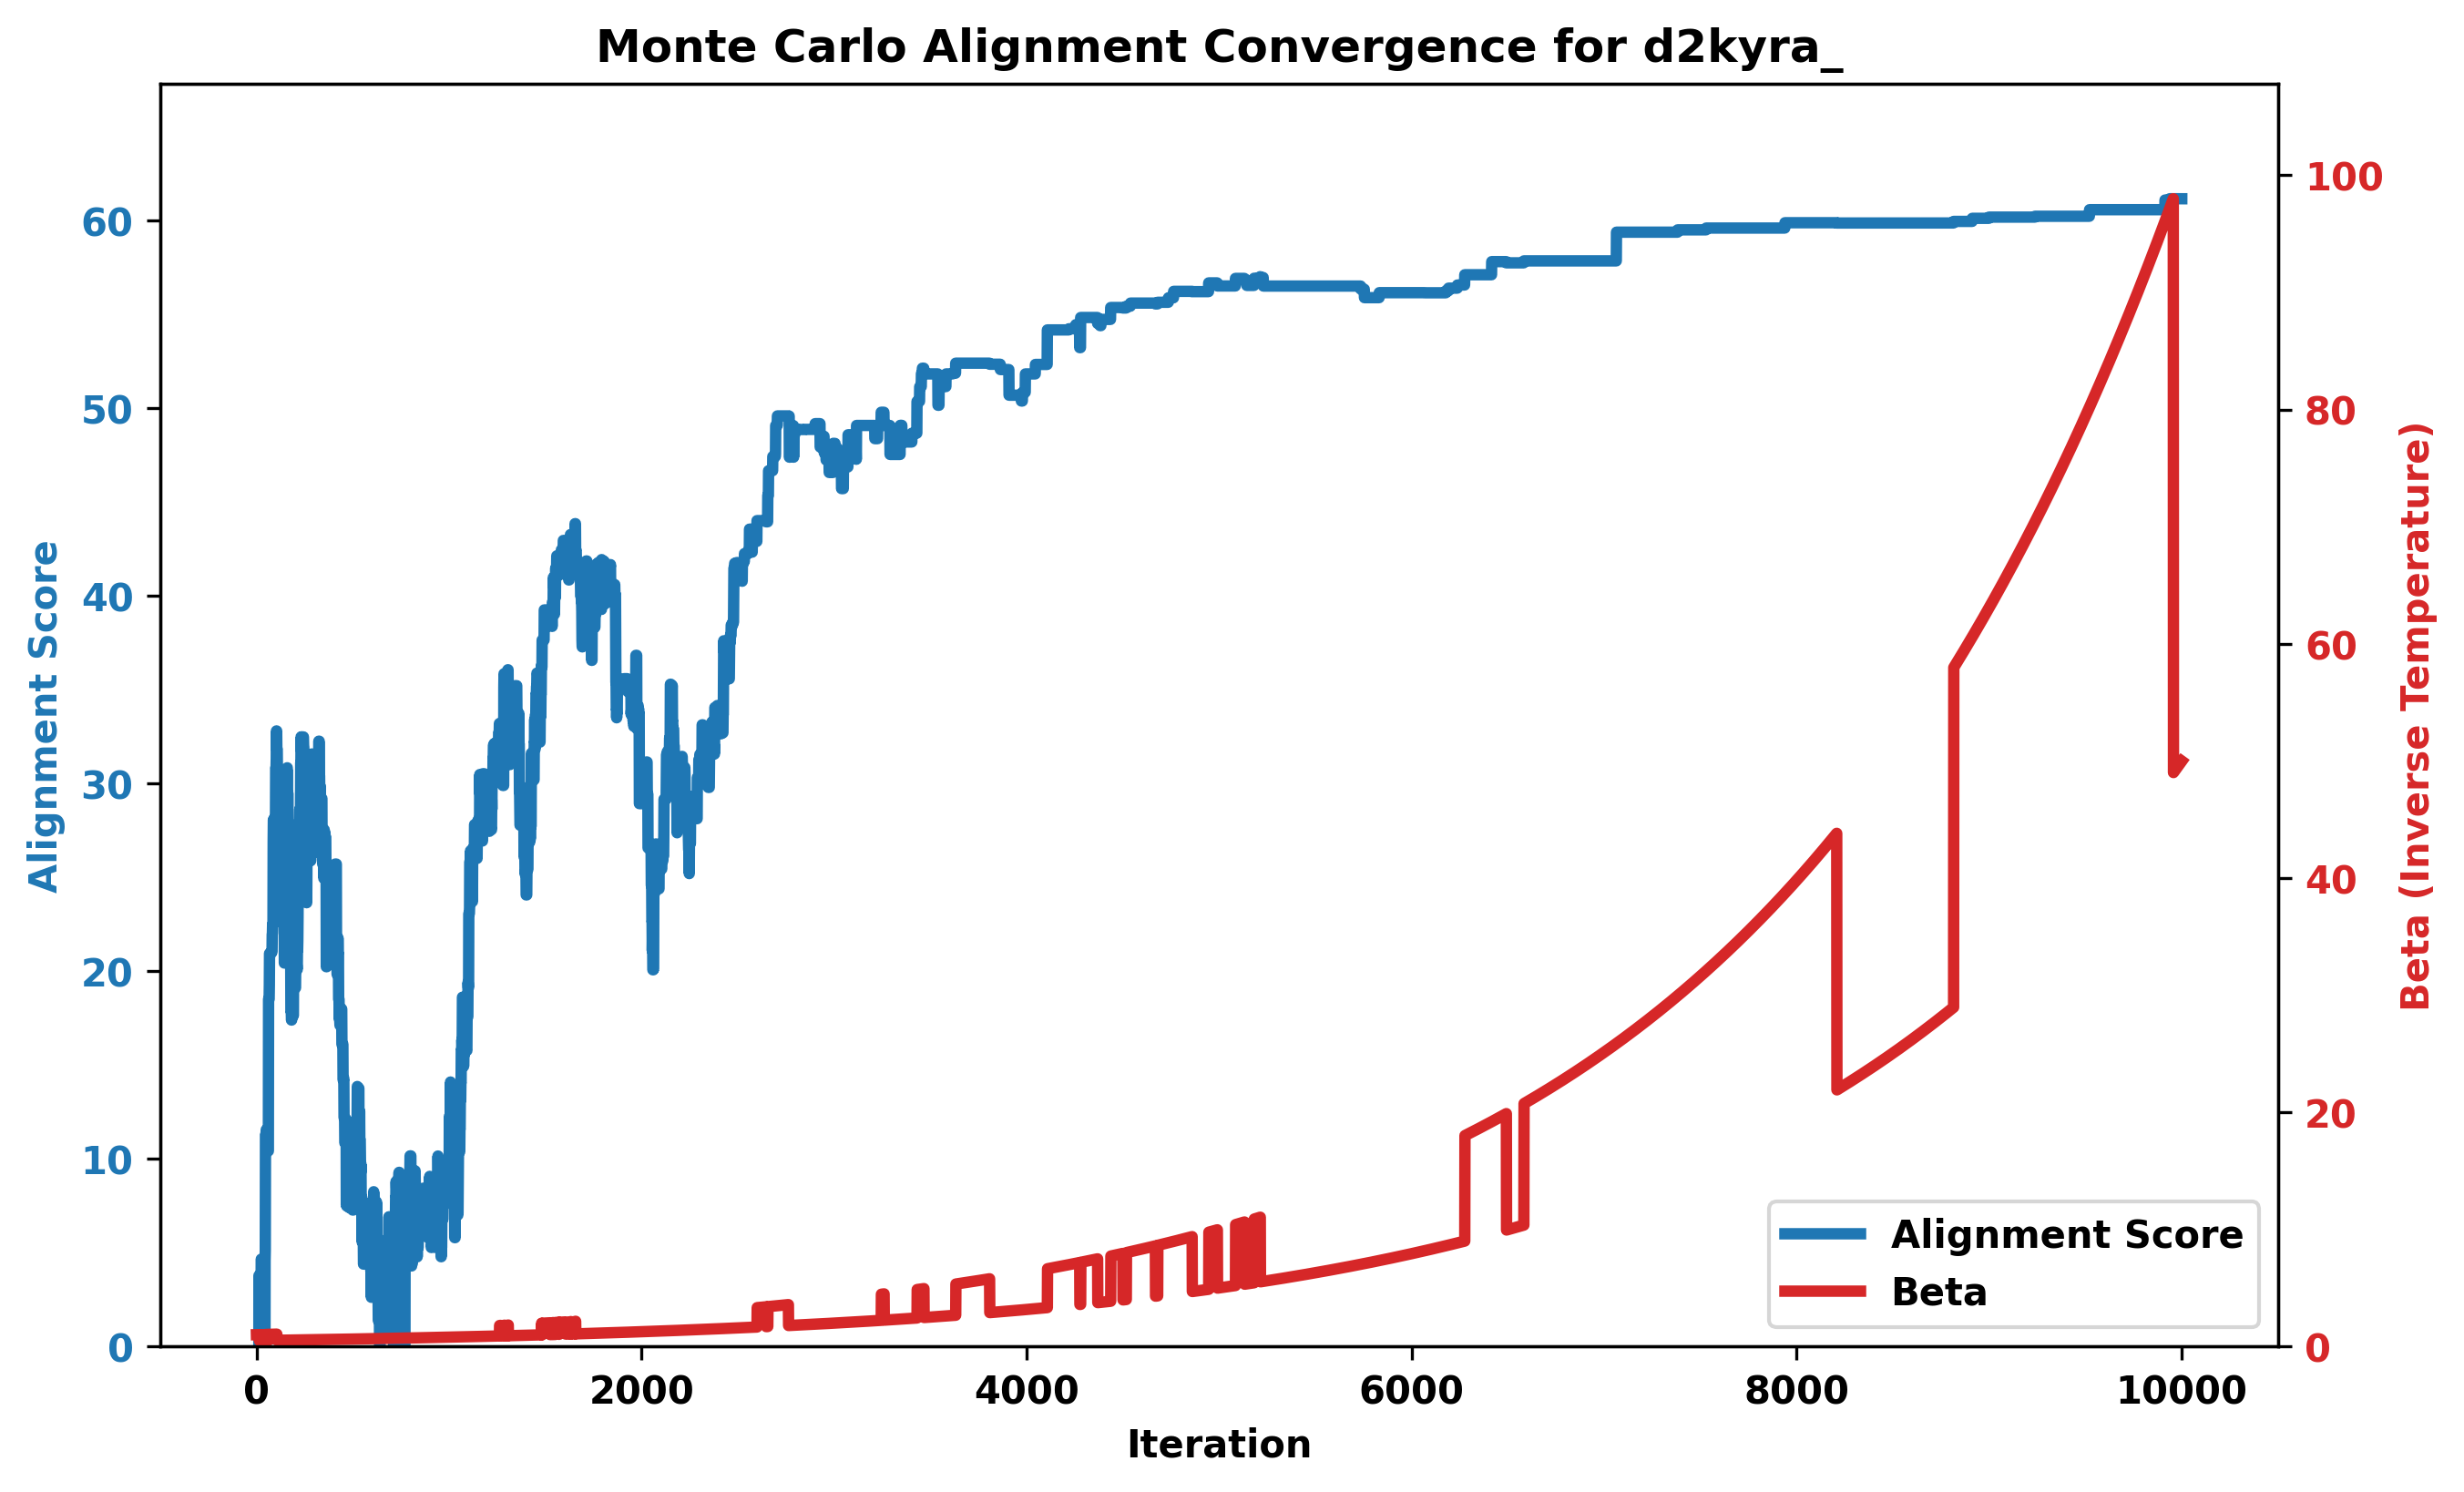 Monte Carlo Alignment Convergence for d2kyra_
Alignment Score
60
50
40
30
20
10
0
100
80
60
40
20
0
Beta (Inverse Temperature)
Alignment Score
Beta
0 2000 4000 6000 8000 10000
Iteration